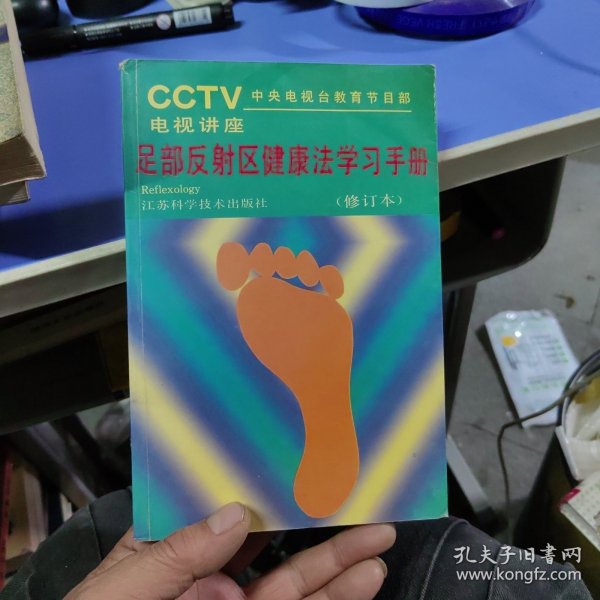 CCTV 中央电视台教育节目部
电视讲座
足部反射区健康法学习手册
Reflexology
江苏科学技术出版社 （修订本）
孔夫子旧书网
www.kongfz.com